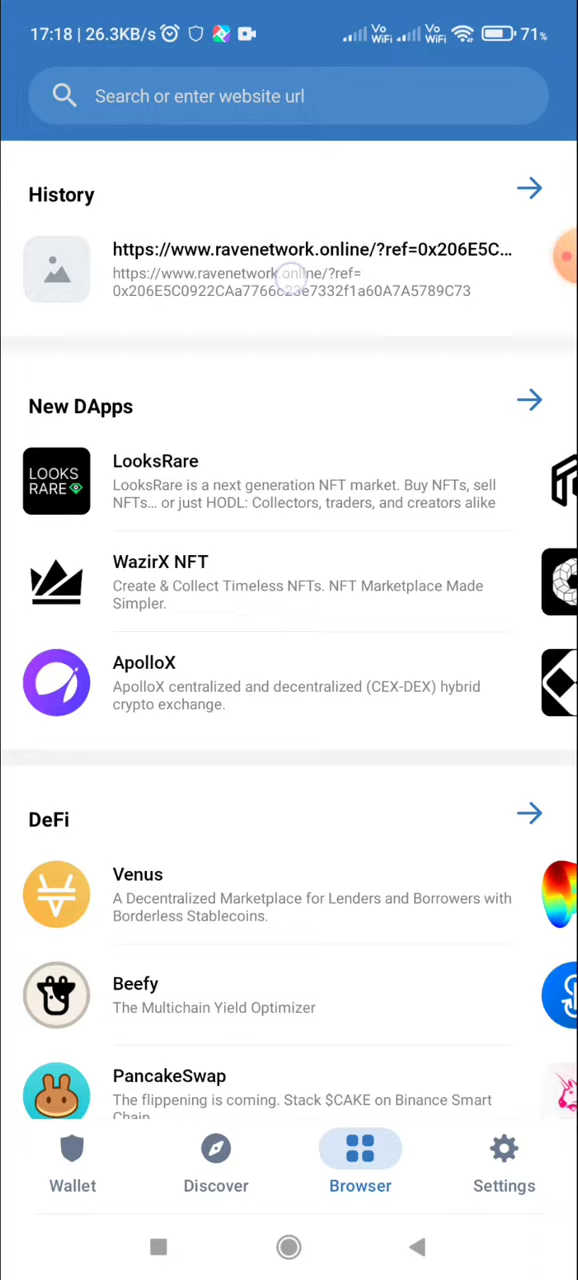 17:18 | 26.3KB/s
Vo
WiFi
Vo
WiFi
71%
Search or enter website url
History
https://www.ravenetwork.online/?ref=0x206E5C...
https://www.ravenetwork.online/?ref=
New DApps
LOOKS
RARE
LooksRare
LooksRare is a next generation NFT market. Buy NFTs, sell
NFTs... or just HODL: Collectors, traders, and creators alike
WazirX NFT
Create & Collect Timeless NFTs. NFT Marketplace Made
Simpler.
ApolloX
ApolloX centralized and decentralized (CEX-DEX) hybrid
crypto exchange.
DeFi
Venus
A Decentralized Marketplace for Lenders and Borrowers with
Borderless Stablecoins.
Beefy
The Multichain Yield Optimizer
PancakeSwap
The flippening is coming. Stack $CAKE on Binance Smart
Chain
Wallet
Discover
Browser
Settings